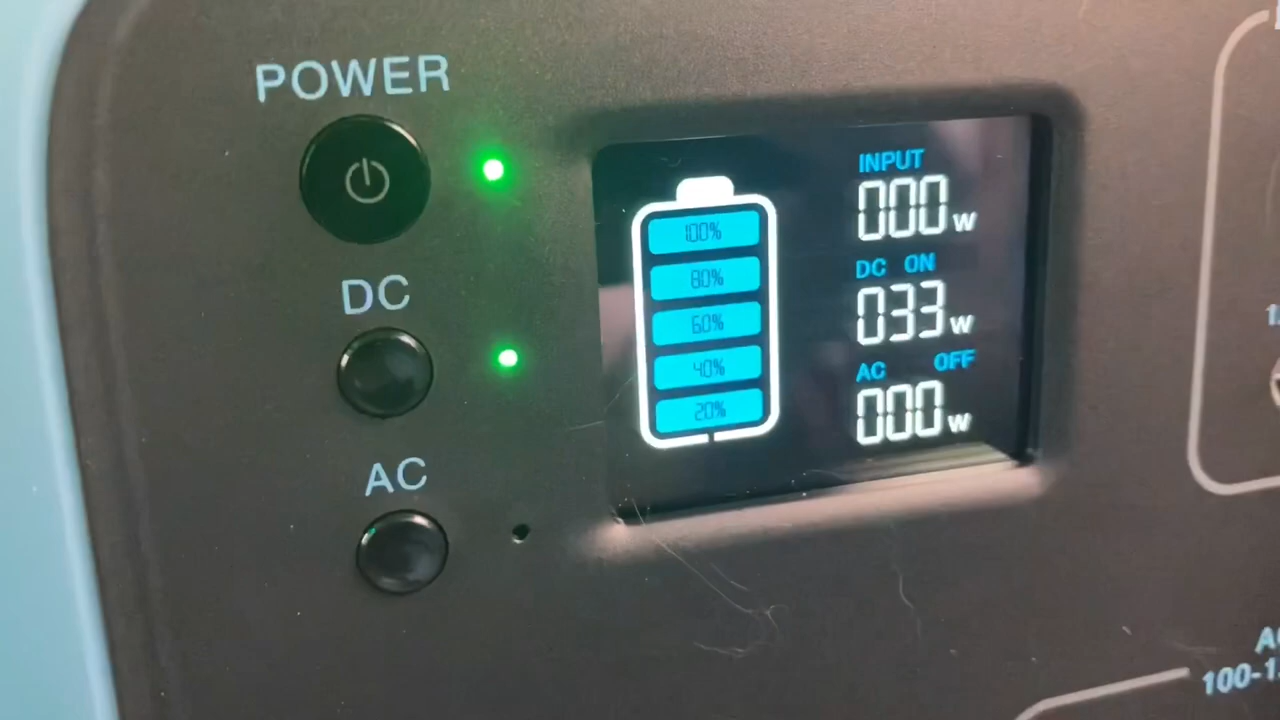 POWER
DC
AC
100%
80%
60%
40%
20%
INPUT
000w
DC ON
033w
AC OFF
000w
100-1